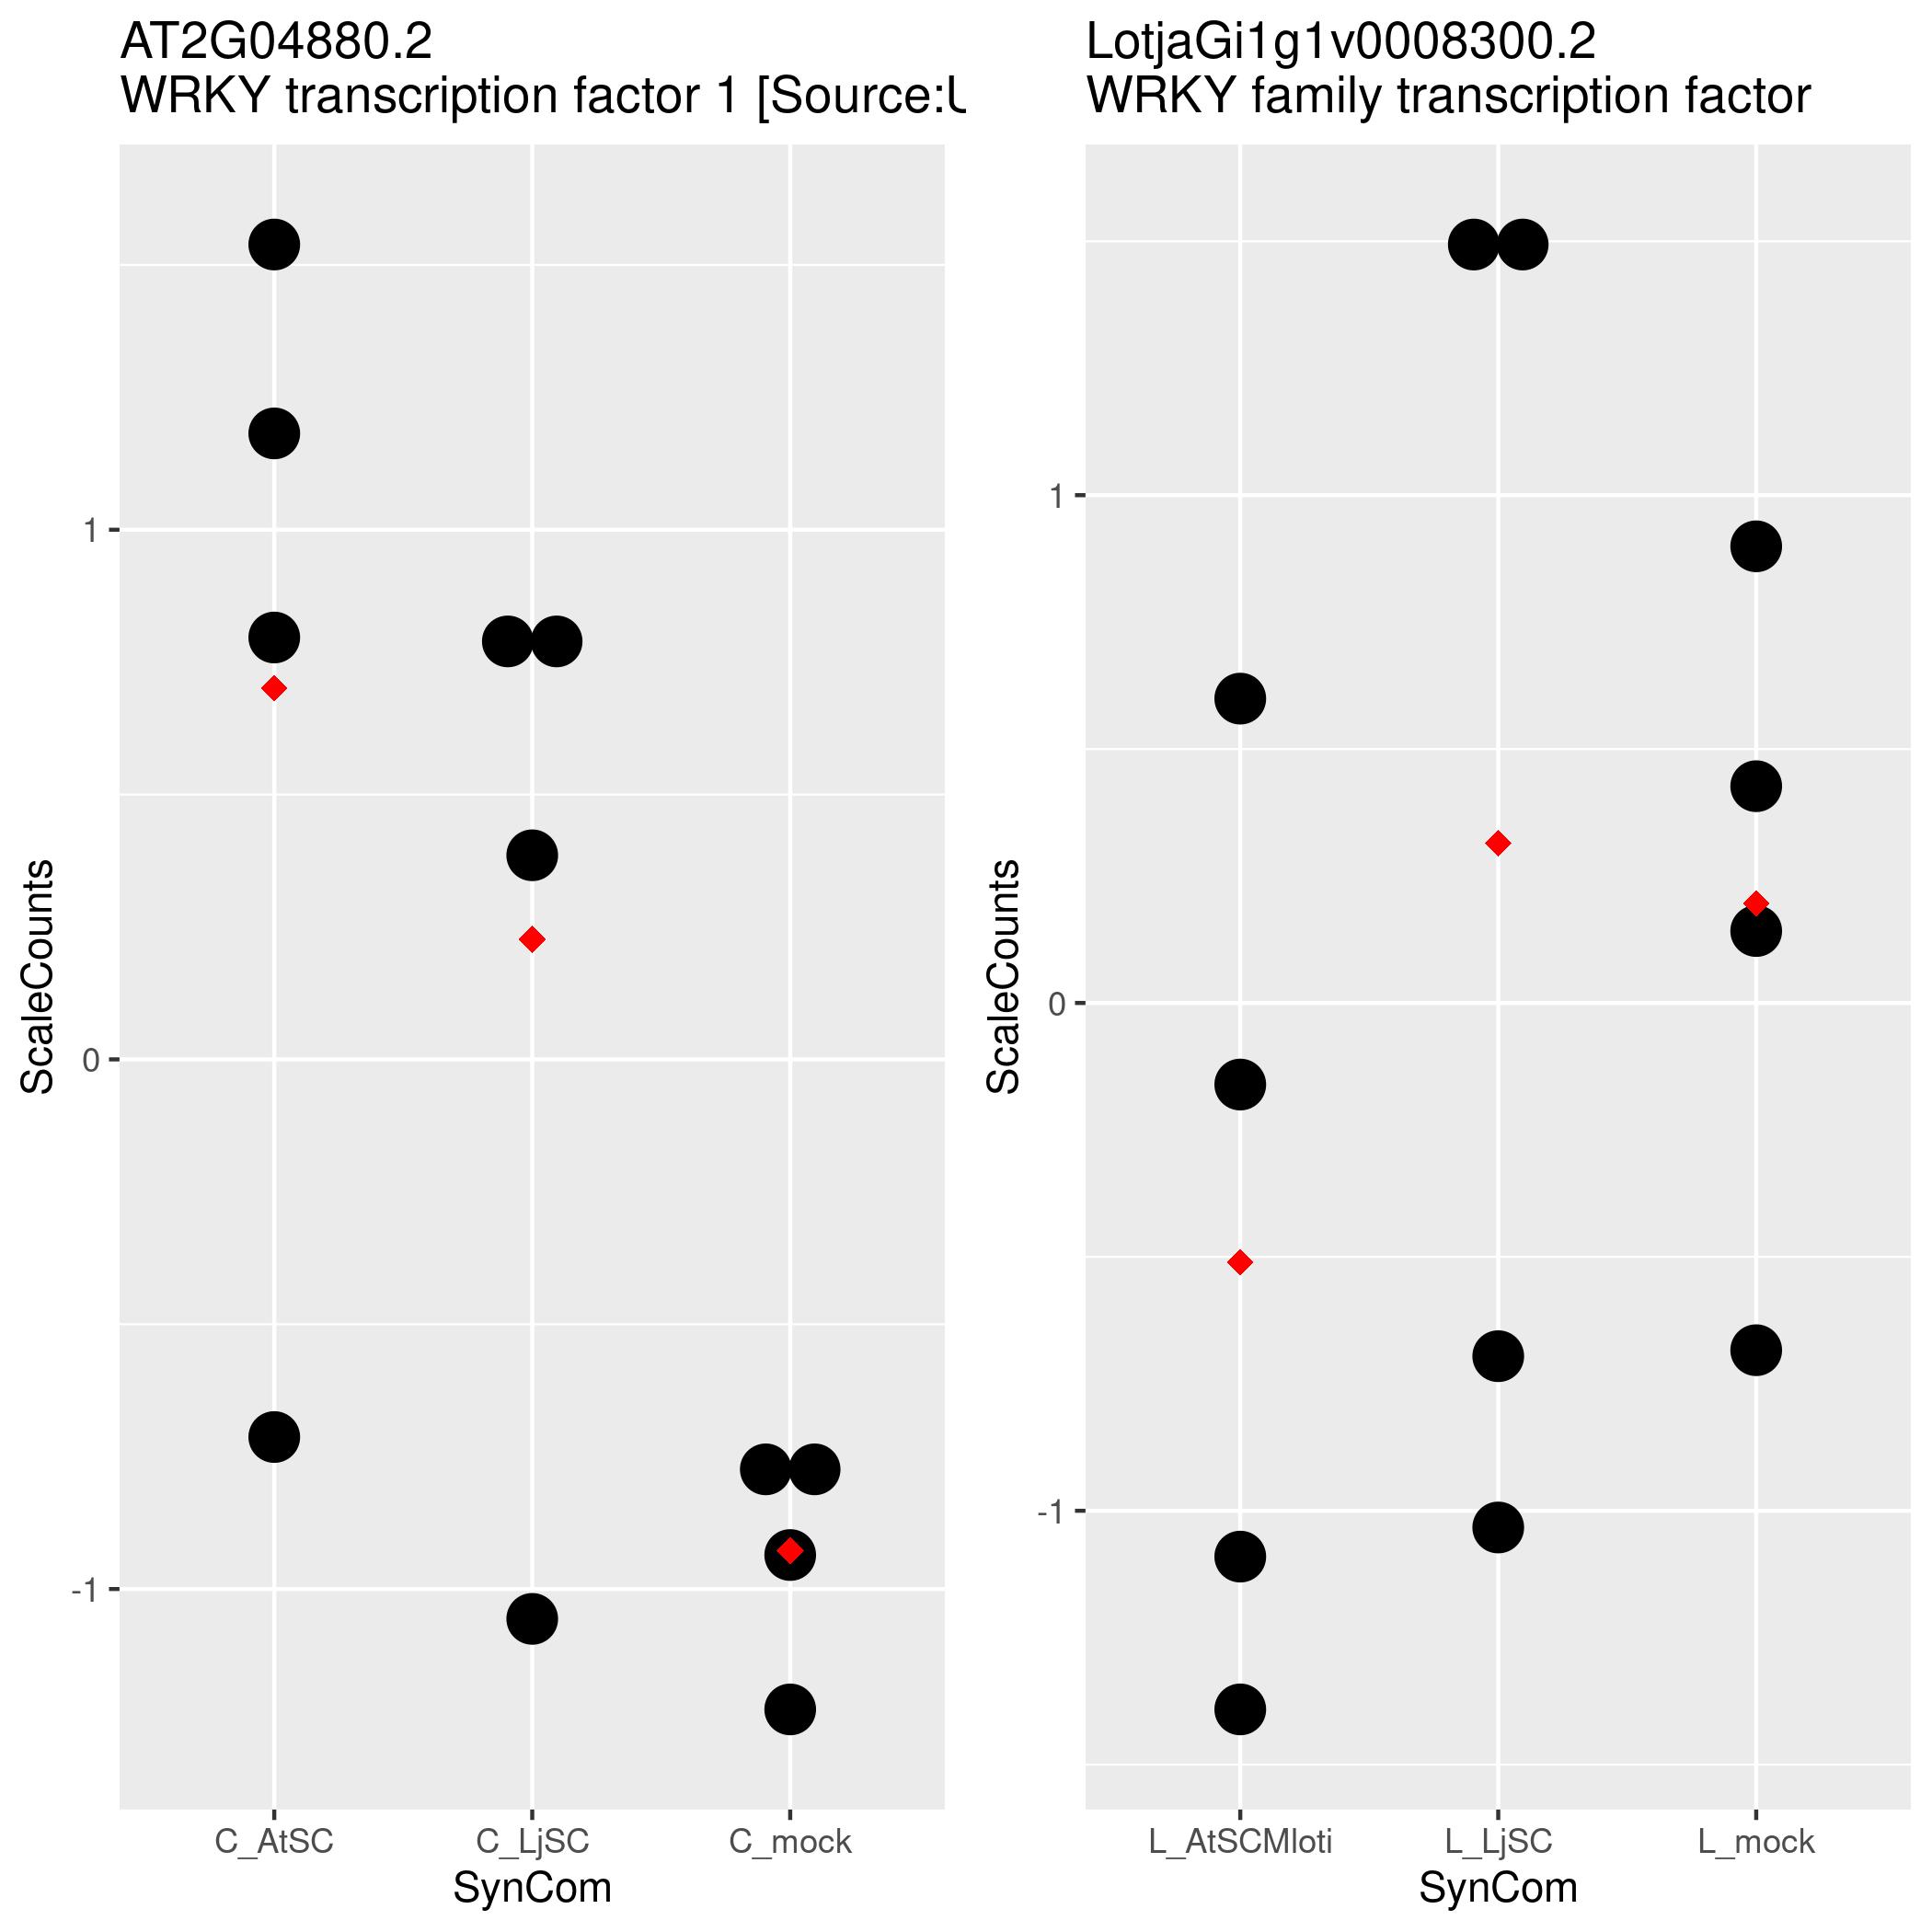 AT2G04880.2
WRKY transcription factor 1 [Source:U
ScaleCounts
1
0
-1
C_AtSC
C_LjSC
C_mock
SynCom
LotjaGi1g1v0008300.2
WRKY family transcription factor
ScaleCounts
1
0
-1
L_AtSCMloti
L_LjSC
L_mock
SynCom